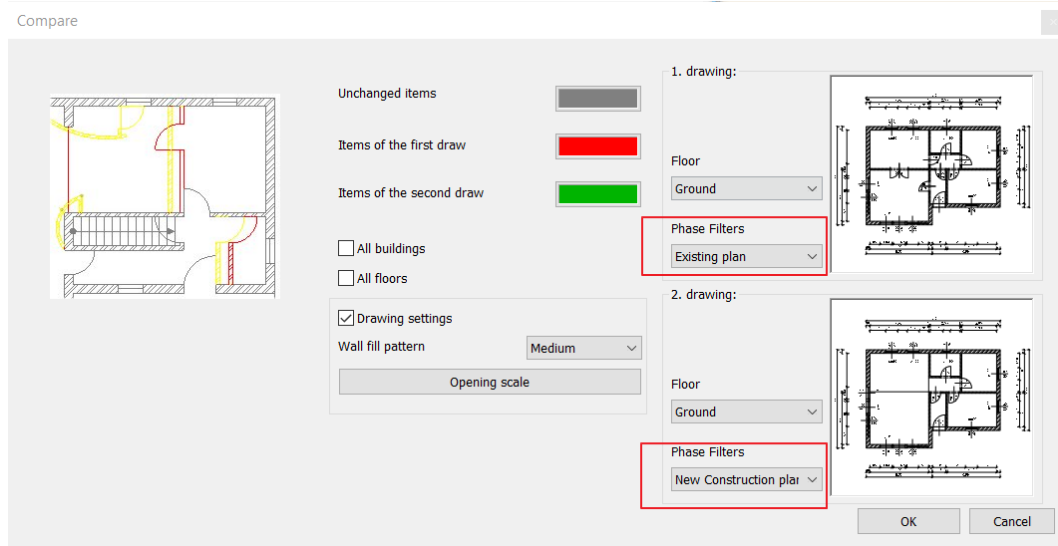 Compare
Unchanged items
Items of the first draw
Items of the second draw
All buildings
All floors
Drawing settings
Wall fill pattern
Medium
Opening scale
1. drawing:
Floor
Ground
Phase Filters
Existing plan
2. drawing:
Floor
Ground
Phase Filters
New Construction plar
OK
Cancel